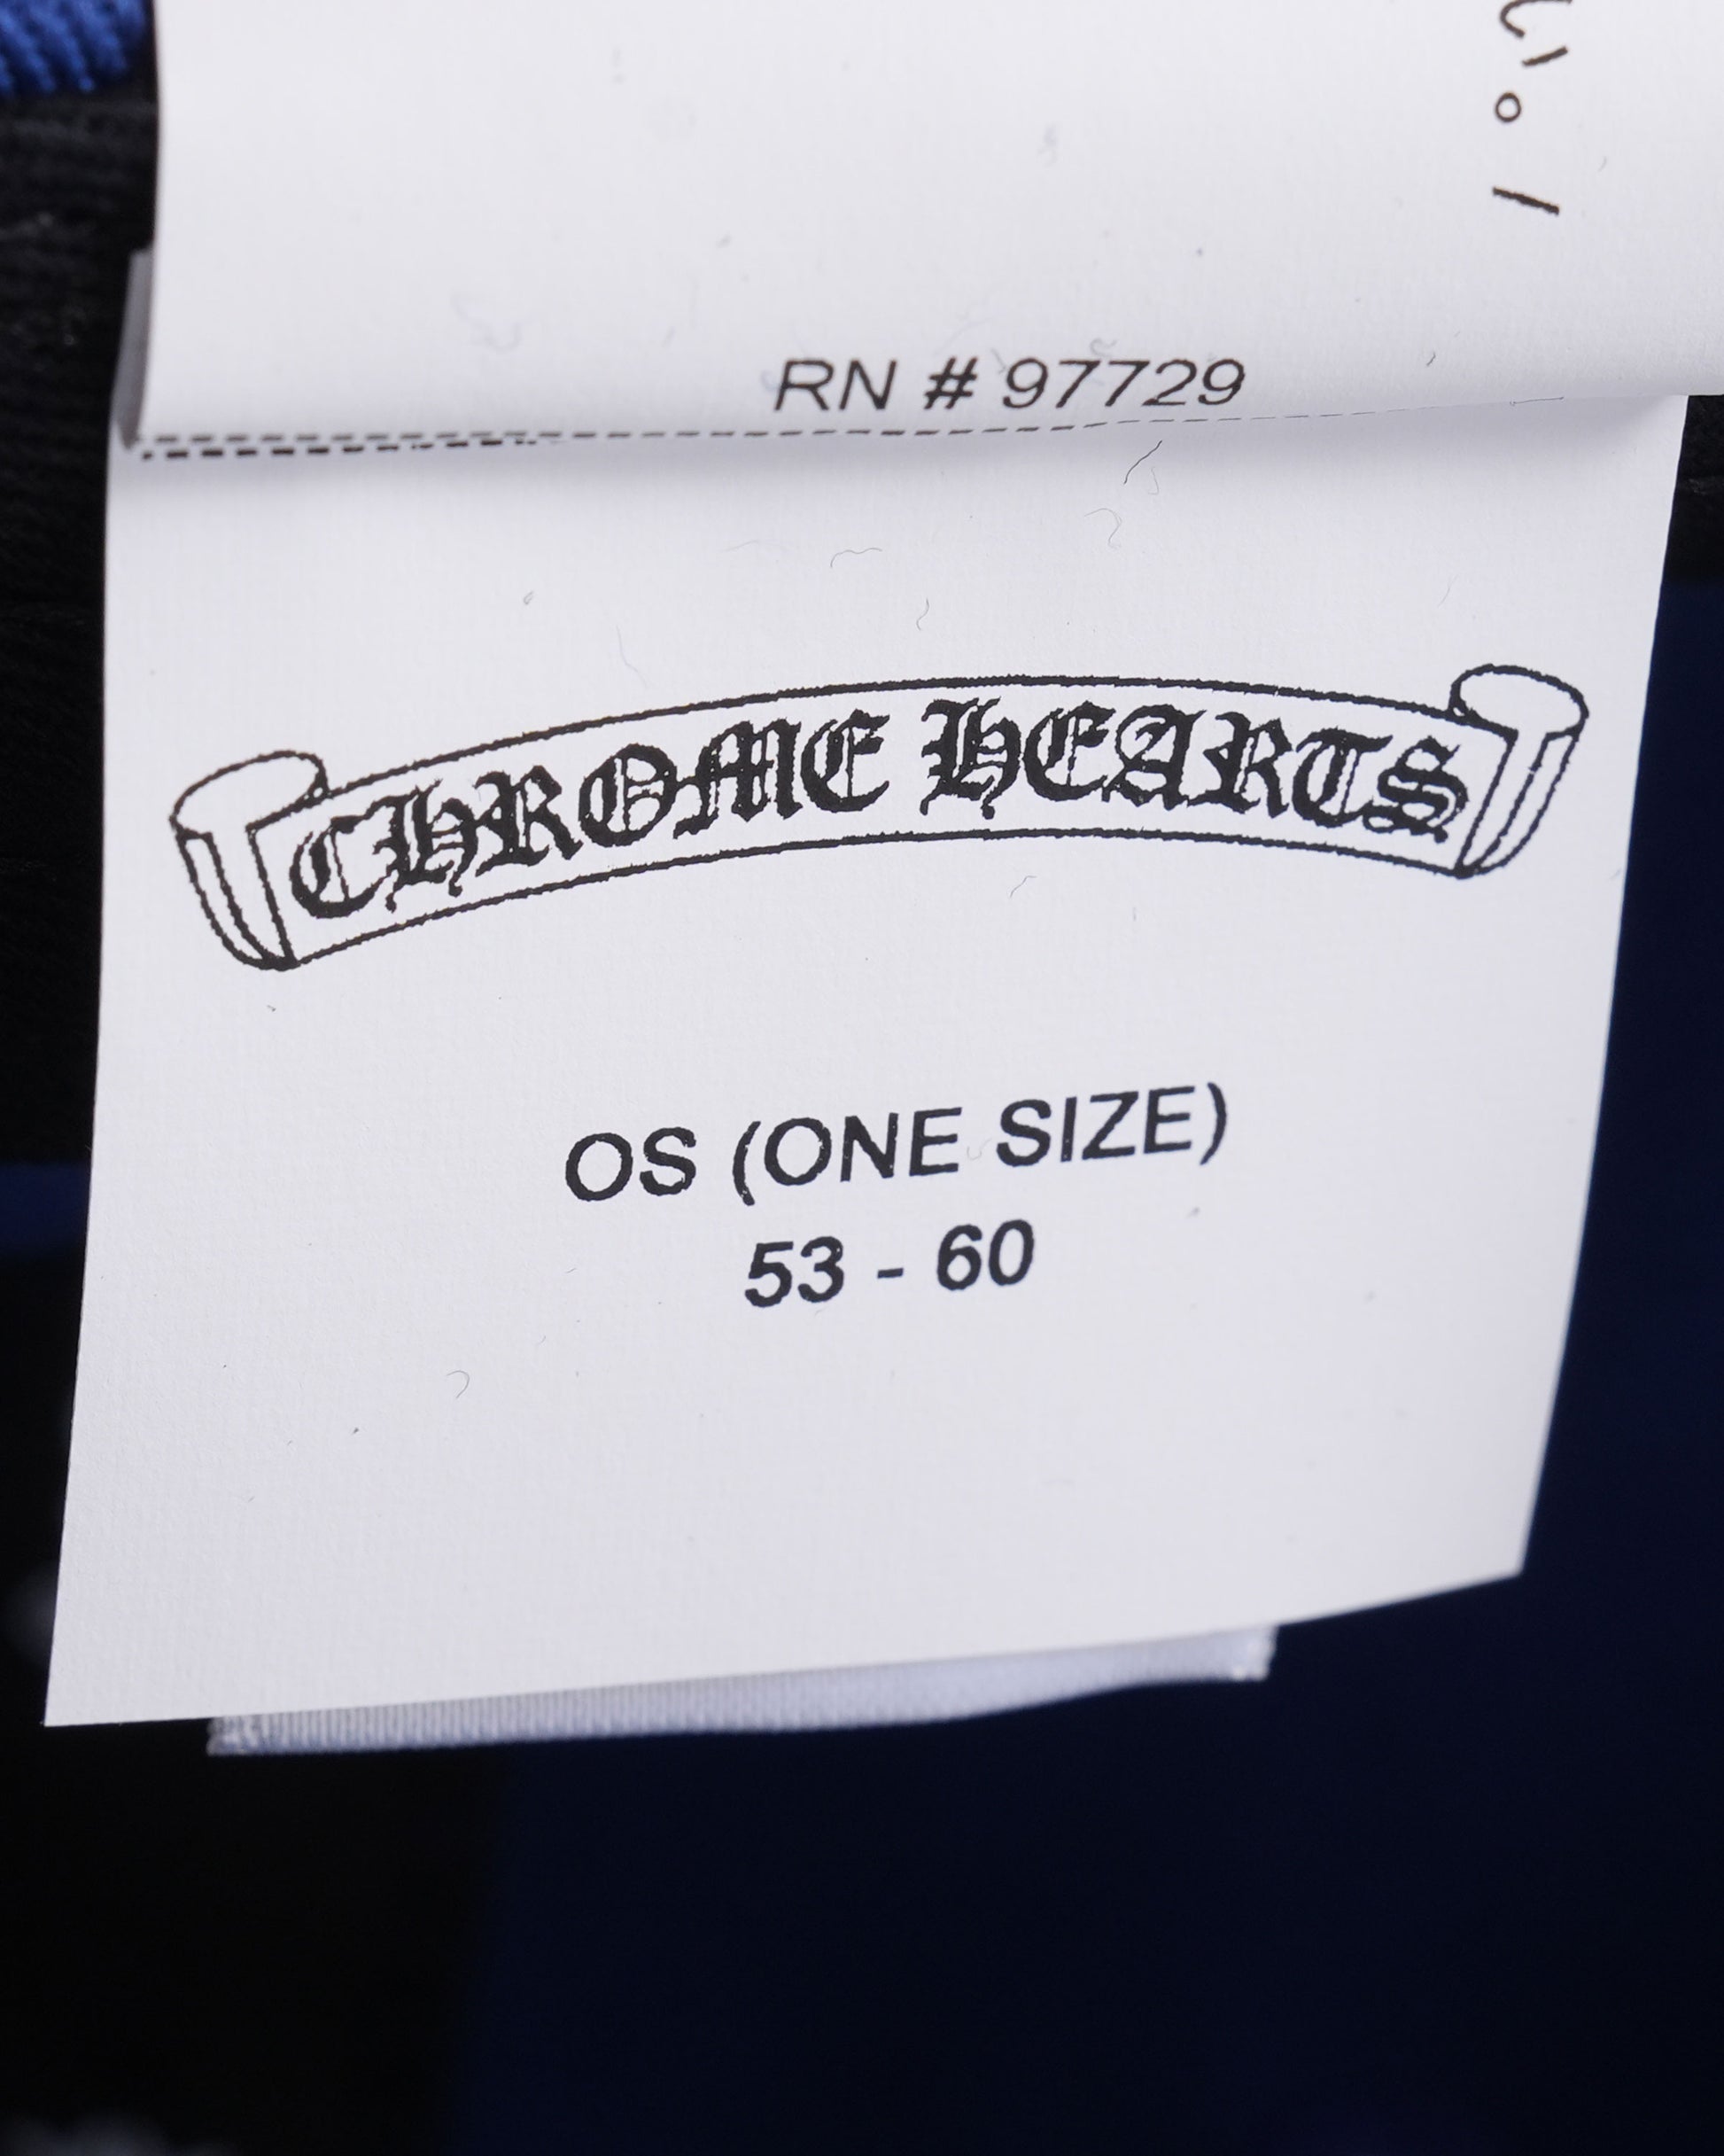 RN # 97729
CHROME HEARTS
OS (ONE SIZE)
53 - 60